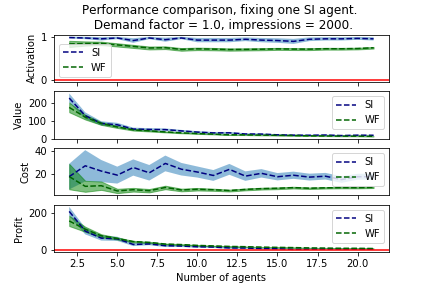 Performance comparison, fixing one SI agent.
Demand factor = 1.0, impressions = 2000.
Activation
1
0
SI
WF
Value
200
100
0
SI
WF
Cost
40
20
SI
WF
Profit
200
0
SI
WF
2.5 5.0 7.5 10.0 12.5 15.0 17.5 20.0
Number of agents